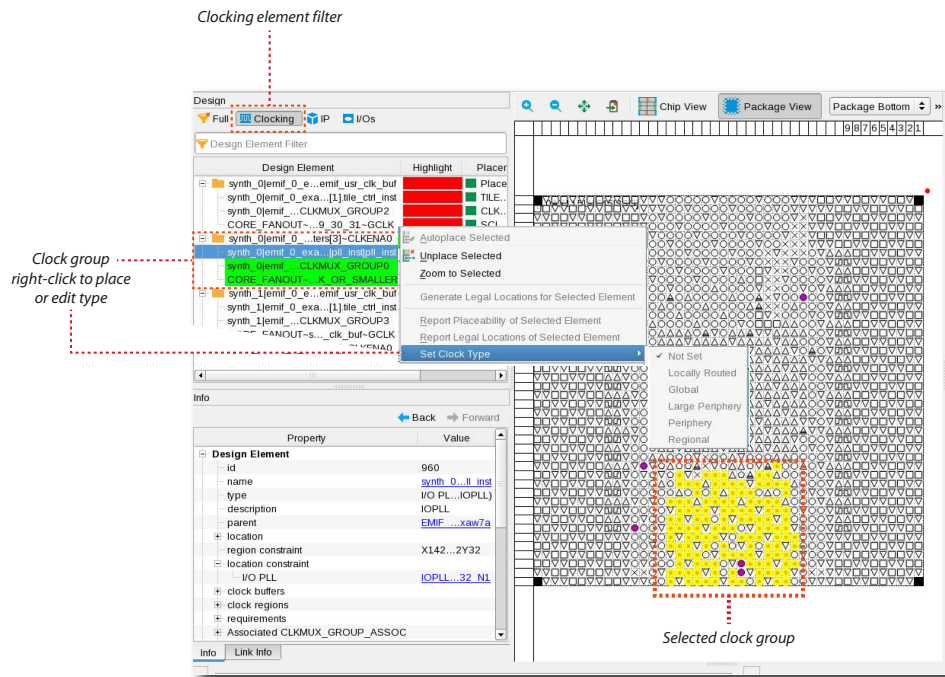 Clocking element filter
Design
Full Clocking IP I/Os
Chip View Package View Package Bottom »
9 8 7 6 5 4 3 2 1
Design Element Filter
Design Element Highlight Placer
synth_0|emif_0_e...emif_usr_clk_buf Place
synth_0|emif_0_exa...[1].tile_ctrl_inst TILE..
synth_0|emif_...CLKMUX_GROUP2 CLK..
CORE_FANOUT~...9_30_31~GCLK SCL
synth_0|emif_0_...ters[3]~CLKENA0
synth_0|emif_0_exa...|pll_inst|pll_inst
synth_0|emif_...CLKMUX_GROUP0
CORE_FANOUT~...K_OR_SMALLER
synth_1|emif_0_e...emif_usr_clk_buf
synth_1|emif_0_exa...[1].tile_ctrl_inst
synth_1|emif_...CLKMUX_GROUP3
FANOUT~s..._clk_buf~GCLK
CLKENA0
Autoplace Selected
Unplace Selected
Zoom to Selected
Generate Legal Locations for Selected Element
Report Placeability of Selected Element
Report Legal Locations of Selected Element
Set Clock Type
✓ Not Set
Locally Routed
Global
Large Periphery
Periphery
Regional
Clock group
right-click to place
or edit type
Info
Back Forward
Property Value
Design Element
id 960
name synth_0...ll_inst
type I/O PL...IOPLL)
description IOPLL
parent EMIF_...xaw7a
location
region constraint X142...2Y32
location constraint
I/O PLL IOPLL...32_N1
clock buffers
clock regions
requirements
Associated CLKMUX_GROUP_ASSOC
Info Link Info
Selected clock group